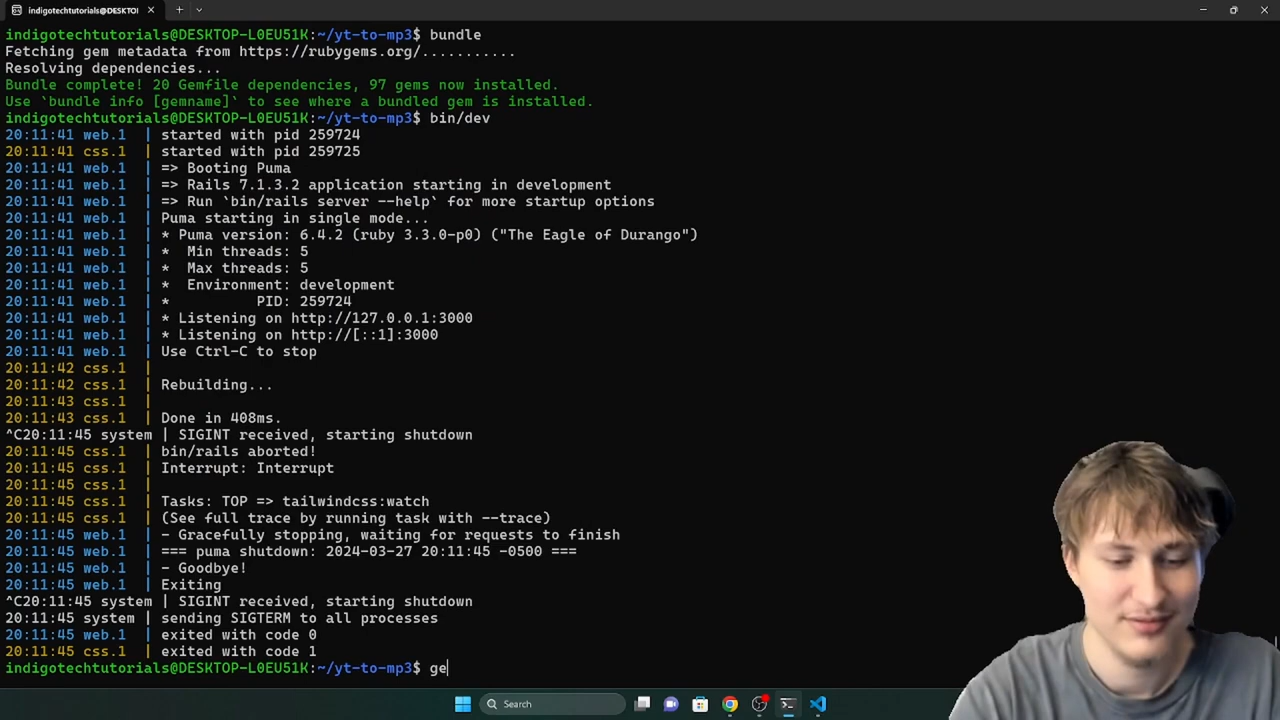 indigotechtutorials@DESKTO!
indigotechtutorials@DESKTOP-L0EU51K:~/yt-to-mp3$ bundle
Fetching gem metadata from https://rubygems.org/..........
Resolving dependencies...
Bundle complete! 20 Gemfile dependencies, 97 gems now installed.
Use `bundle info [gemname]` to see where a bundled gem is installed.
indigotechtutorials@DESKTOP-L0EU51K:~/yt-to-mp3$ bin/dev
20:11:41 web.1  | started with pid 259724
20:11:41 css.1  | started with pid 259725
20:11:41 web.1  | => Booting Puma
20:11:41 web.1  | => Rails 7.1.3.2 application starting in development
20:11:41 web.1  | => Run `bin/rails server --help` for more startup options
20:11:41 web.1  | Puma starting in single mode...
20:11:41 web.1  | * Puma version: 6.4.2 (ruby 3.3.0-p0) ("The Eagle of Durango")
20:11:41 web.1  | *  Min threads: 5
20:11:41 web.1  | *  Max threads: 5
20:11:41 web.1  | *  Environment: development
20:11:41 web.1  | *          PID: 259724
20:11:41 web.1  | * Listening on http://127.0.0.1:3000
20:11:41 web.1  | * Listening on http://[::1]:3000
20:11:41 web.1  | Use Ctrl-C to stop
20:11:42 css.1  |
20:11:42 css.1  | Rebuilding...
20:11:43 css.1  |
20:11:43 css.1  | Done in 408ms.
^C20:11:45 system | SIGINT received, starting shutdown
20:11:45 css.1  | bin/rails aborted!
20:11:45 css.1  | Interrupt: Interrupt
20:11:45 css.1  |
20:11:45 css.1  | Tasks: TOP => tailwindcss:watch
20:11:45 css.1  | (See full trace by running task with --trace)
20:11:45 web.1  | - Gracefully stopping, waiting for requests to finish
20:11:45 web.1  | === puma shutdown: 2024-03-27 20:11:45 -0500 ===
20:11:45 web.1  | - Goodbye!
20:11:45 web.1  | Exiting
^C20:11:45 system | SIGINT received, starting shutdown
20:11:45 system | sending SIGTERM to all processes
20:11:45 web.1  | exited with code 0
20:11:45 css.1  | exited with code 1
indigotechtutorials@DESKTOP-L0EU51K:~/yt-to-mp3$ ge
Search